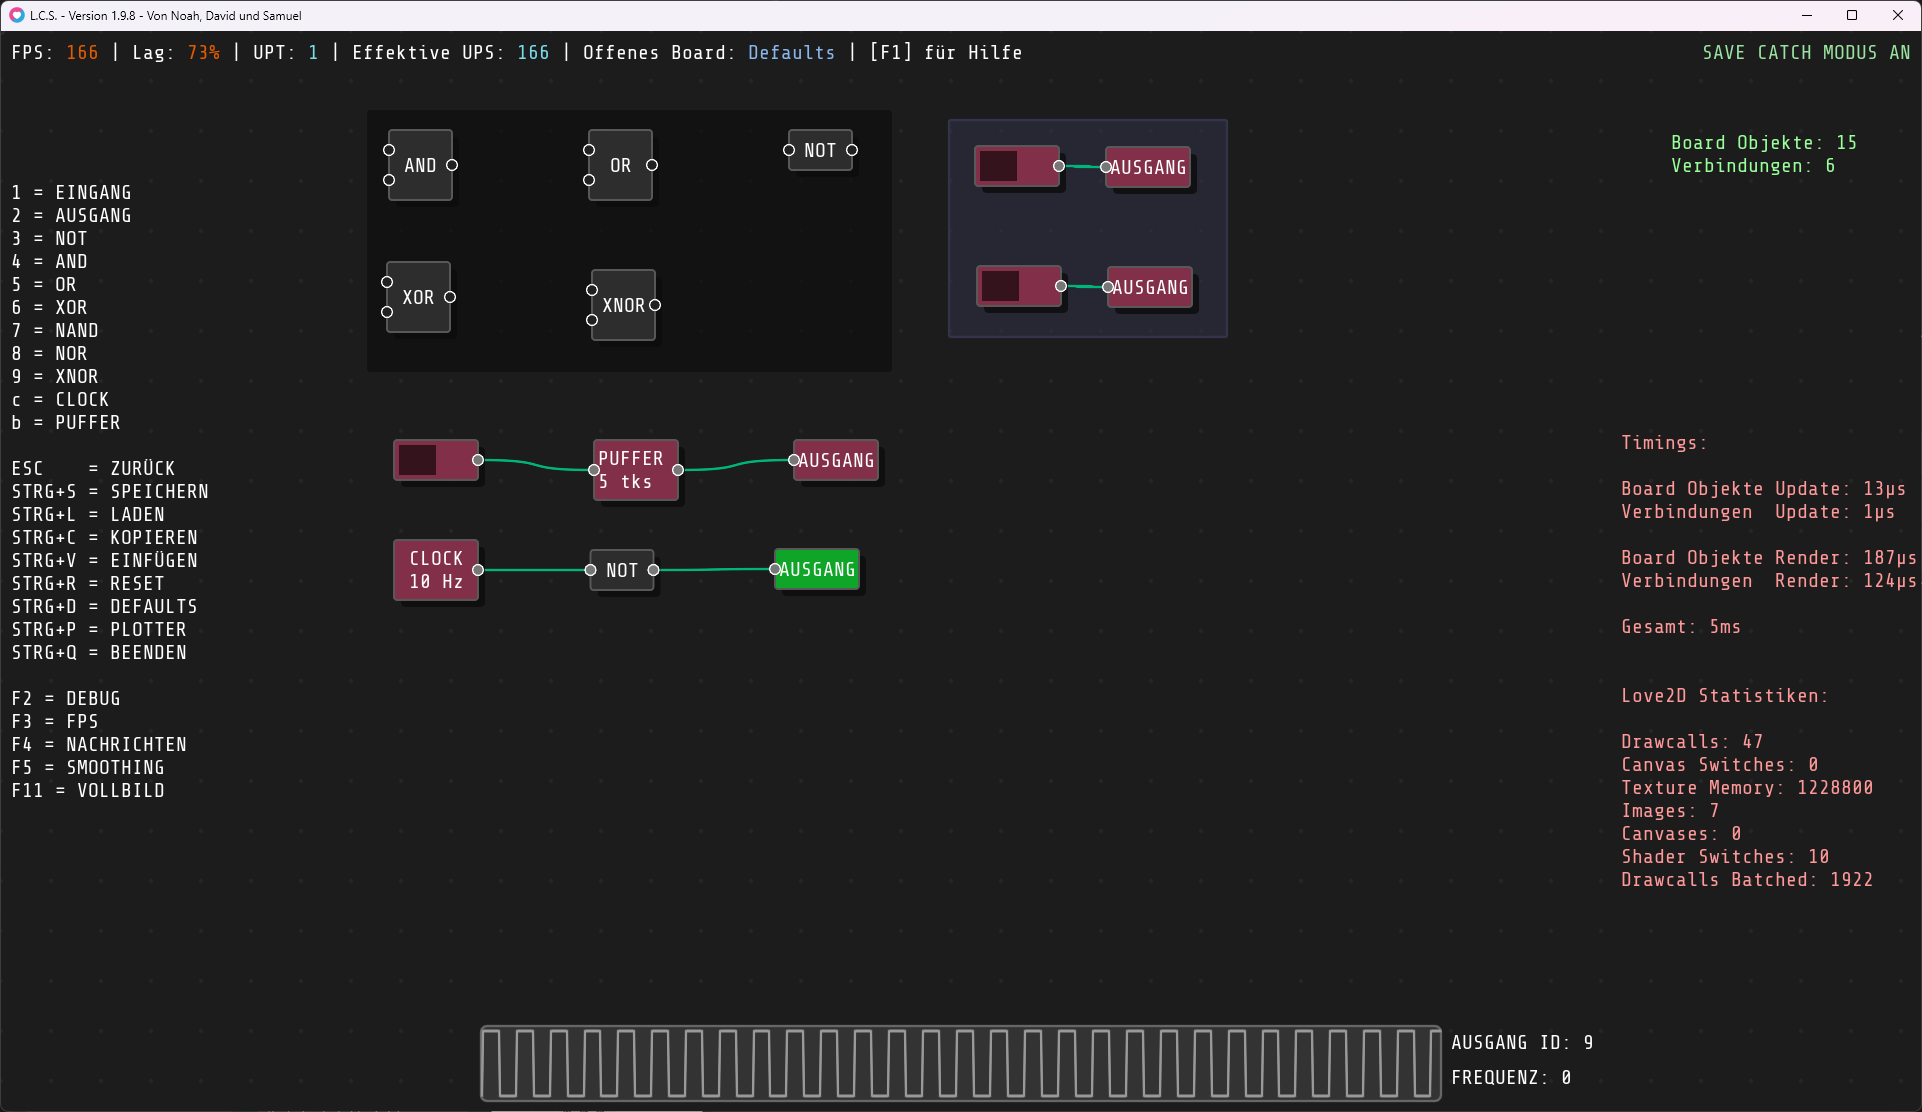 L.C.S. - Version 1.9.8 - Von Noah, David und Samuel
FPS: 166 | Lag: 73% | UPT: 1 | Effektive UPS: 166 | Offenes Board: Defaults | [F1] für Hilfe
SAVE CATCH MODUS AN
1 = EINGANG
2 = AUSGANG
3 = NOT
4 = AND
5 = OR
6 = XOR
7 = NAND
8 = NOR
9 = XNOR
c = CLOCK
b = PUFFER
ESC    = ZURÜCK
STRG+S = SPEICHERN
STRG+L = LADEN
STRG+C = KOPIEREN
STRG+V = EINFÜGEN
STRG+R = RESET
STRG+D = DEFAULTS
STRG+P = PLOTTER
STRG+Q = BEENDEN
F2 = DEBUG
F3 = FPS
F4 = NACHRICHTEN
F5 = SMOOTHING
F11 = VOLLBILD
AND
OR
NOT
XOR
XNOR
AUSGANG
AUSGANG
PUFFER
5 tks
AUSGANG
CLOCK
10 Hz
NOT
AUSGANG
Board Objekte: 15
Verbindungen: 6
Timings:
Board Objekte Update: 13µs
Verbindungen  Update: 1µs
Board Objekte Render: 187µs
Verbindungen  Render: 124µs
Gesamt: 5ms
Love2D Statistiken:
Drawcalls: 47
Canvas Switches: 0
Texture Memory: 1228800
Images: 7
Canvases: 0
Shader Switches: 10
Drawcalls Batched: 1922
AUSGANG ID: 9
FREQUENZ: 0